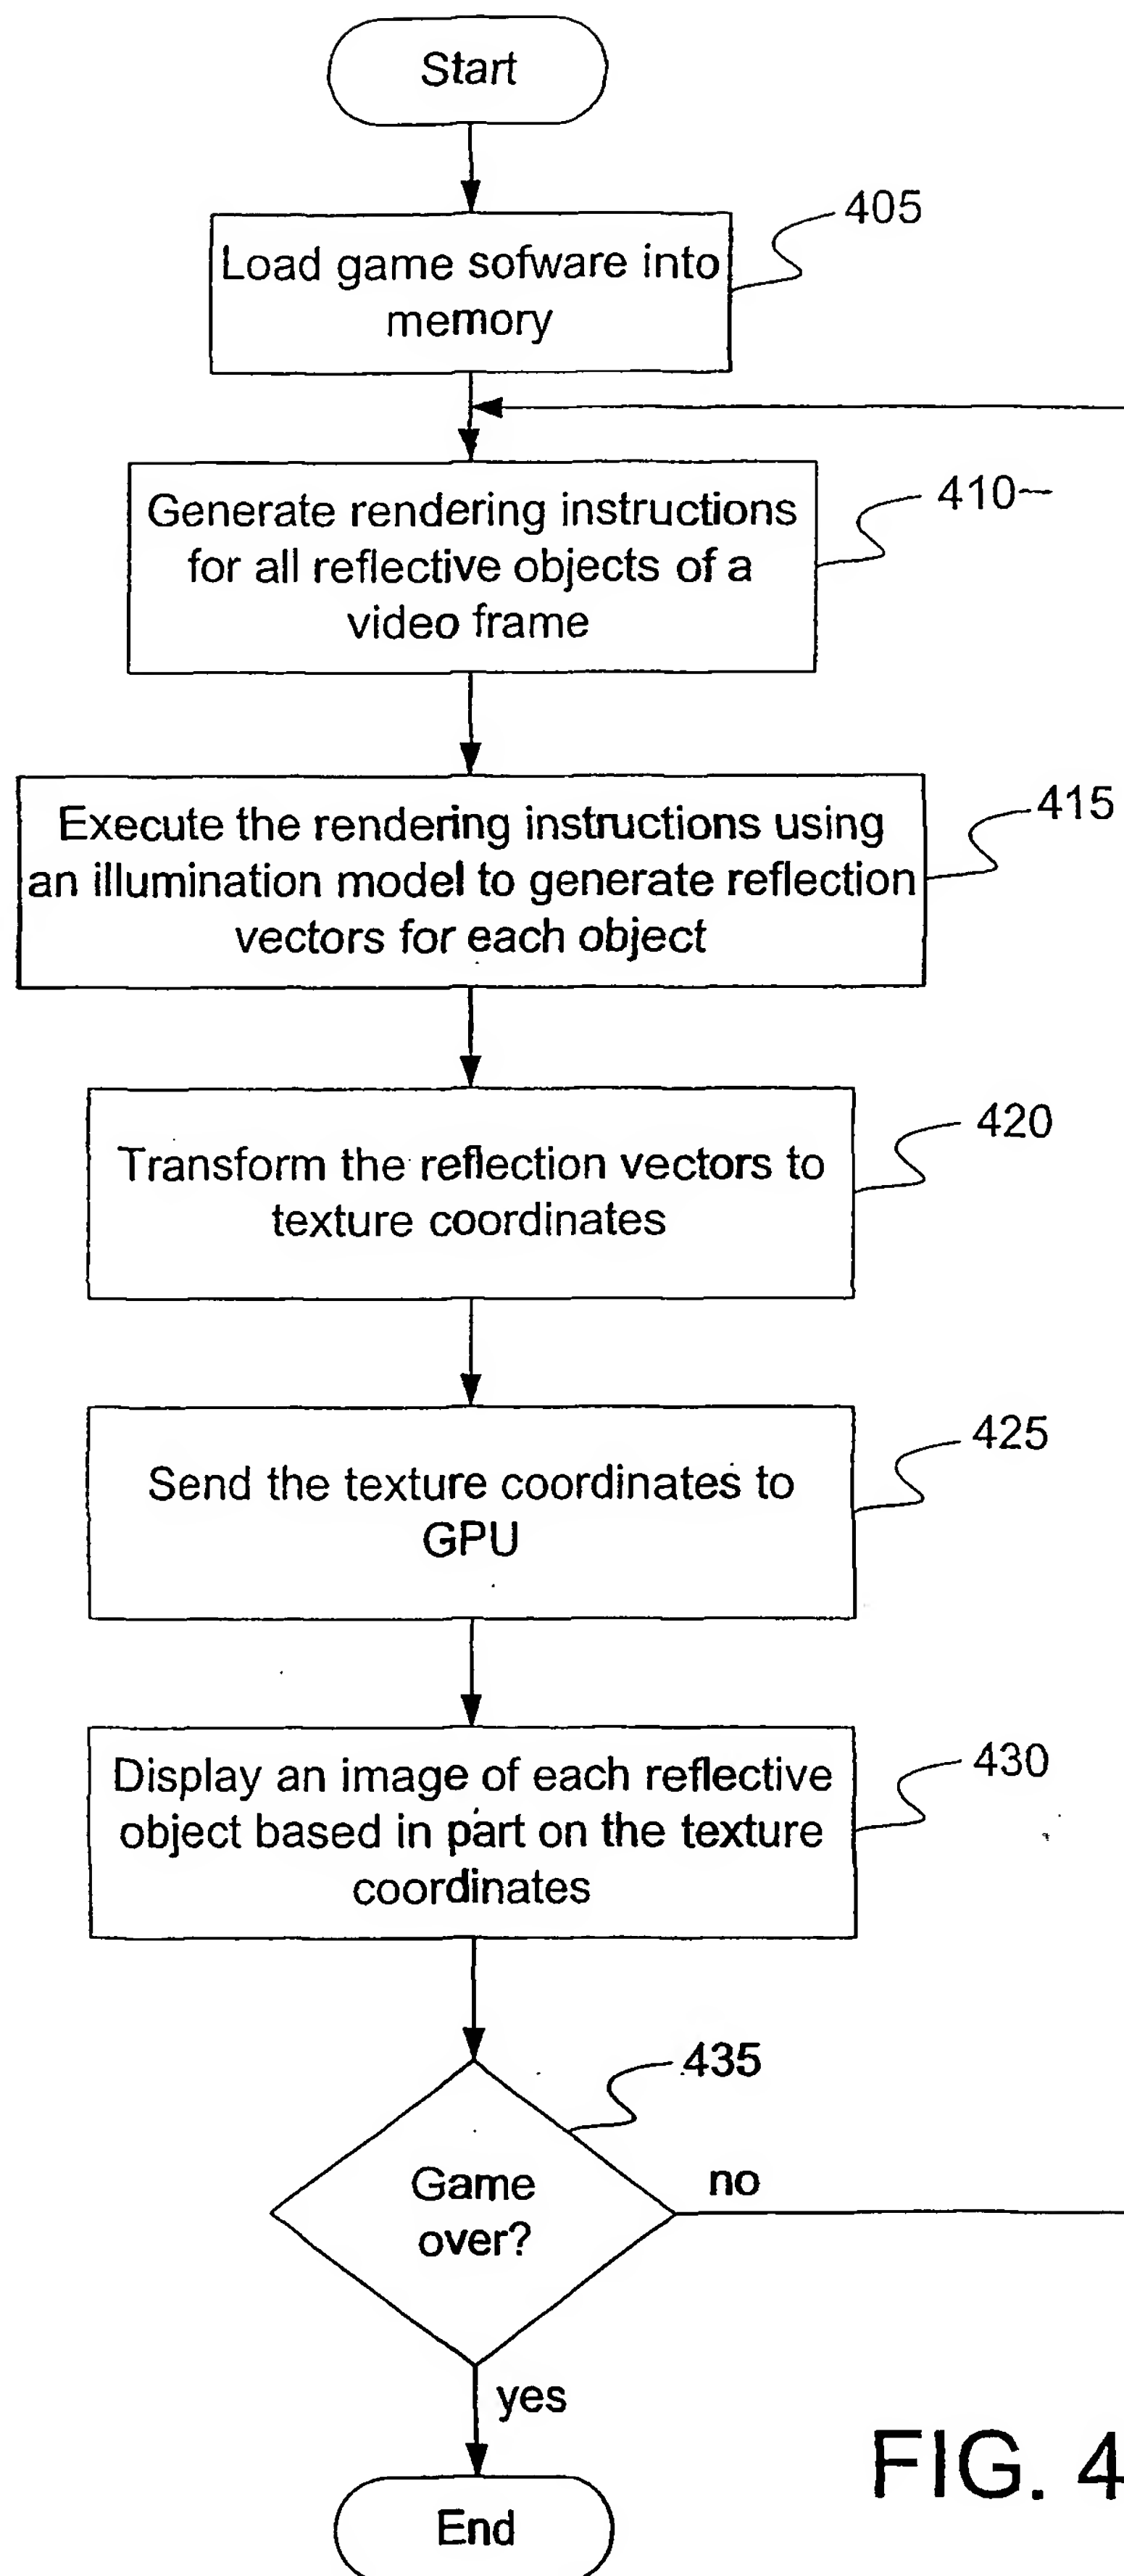 Start
405
Load game sofware into
memory
410~
Generate rendering instructions
for all reflective objects of a
video frame
415
Execute the rendering instructions using
an illumination model to generate reflection
vectors for each object
420
Transform the reflection vectors to
texture coordinates
425
Send the texture coordinates to
GPU
430
Display an image of each reflective
object based in part on the texture
coordinates
435
Game
over?
no
yes
FIG. 4
End